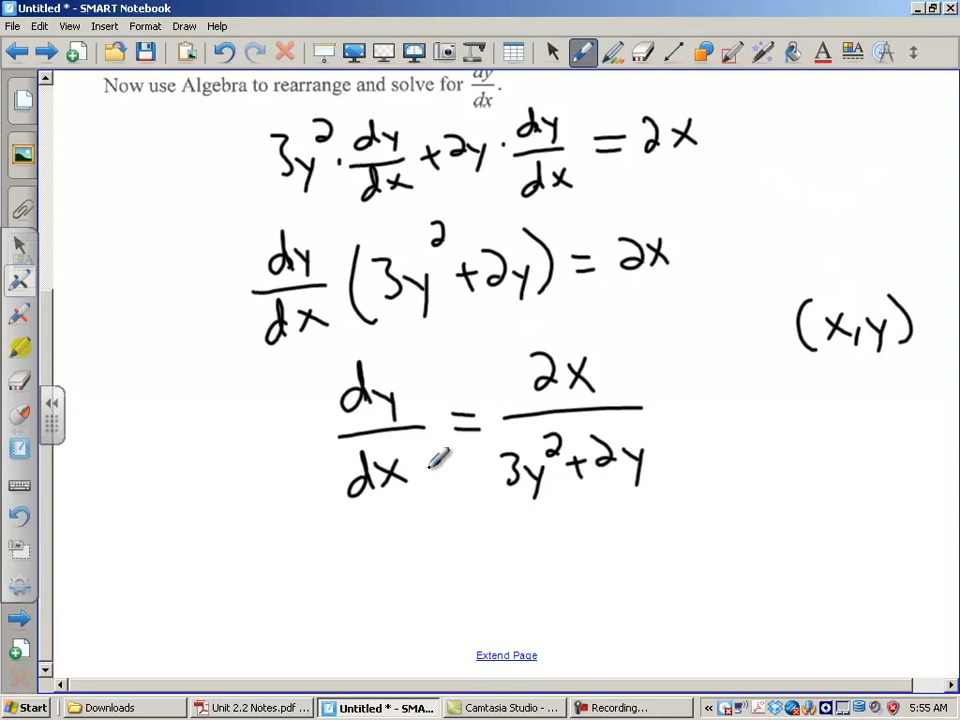 Untitled * - SMART Notebook
File Edit View Insert Format Draw Help
Now use Algebra to rearrange and solve for dy/dx.
3y² · dy/dx + 2y · dy/dx = 2x
dy/dx (3y² + 2y) = 2x
(x,y)
dy/dx = 2x/(3y² + 2y)
Extend Page
Start Downloads Unit 2.2 Notes.pdf ... Untitled * - SMA... Camtasia Studio - ... Recording... « 5:55 AM